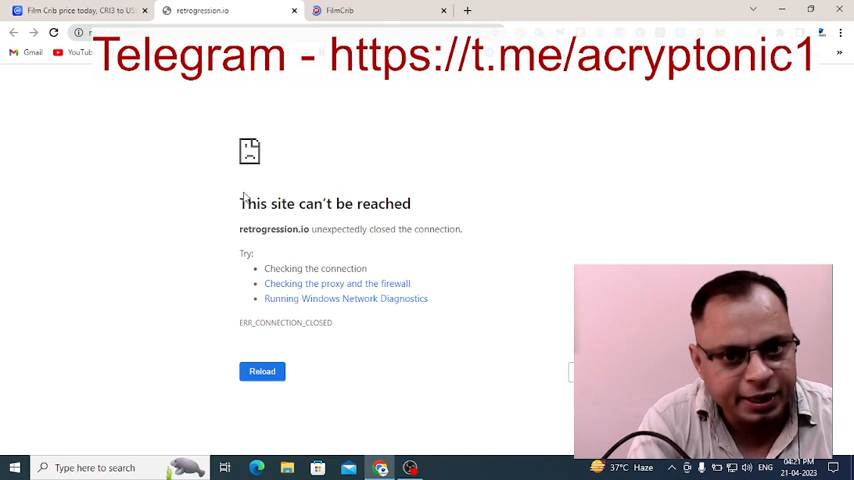 Film Crib price today, CRI3 to US
retrogression.io
FilmCrib
Gmail
YouTub
Telegram - https://t.me/acryptonic1
This site can't be reached
retrogression.io unexpectedly closed the connection.
Try:
• Checking the connection
• Checking the proxy and the firewall
• Running Windows Network Diagnostics
ERR_CONNECTION_CLOSED
Reload
Type here to search
37°C Haze
ENG
04:21 PM
21-04-2023